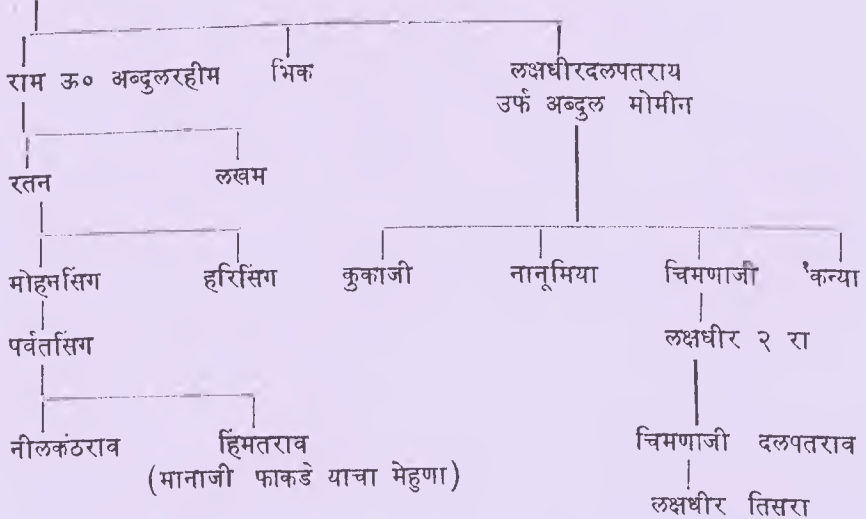 राम ऊ० अब्दुलरहीम भिक लक्षधीरदलपतराय
उर्फ अब्दुल मोमीन
रतन लखम
मोहनसिंग हरिसिंग कुकाजी नानूमिया चिमणाजी 'कन्या
पर्वतसिंग लक्षधीर २ रा
नीलकंठराव हिंमतराव चिमणाजी दलपतराव
(मानाजी फाकडे याचा मेहुणा)
लक्षधीर तिसरा